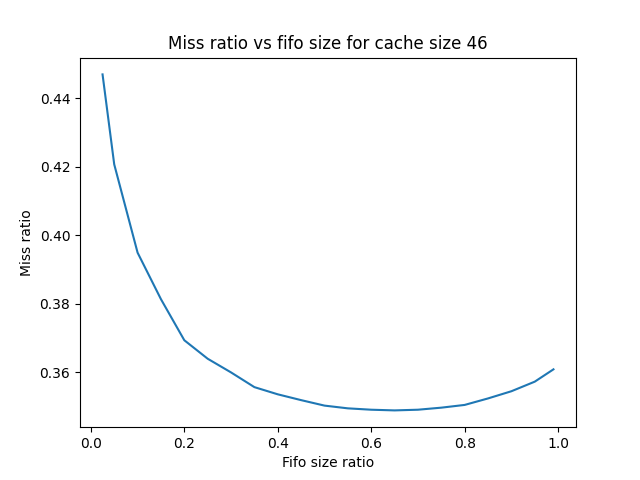 Miss ratio vs fifo size for cache size 46
0.44
0.42
0.40
0.38
0.36
Miss ratio
0.0 0.2 0.4 0.6 0.8 1.0
Fifo size ratio